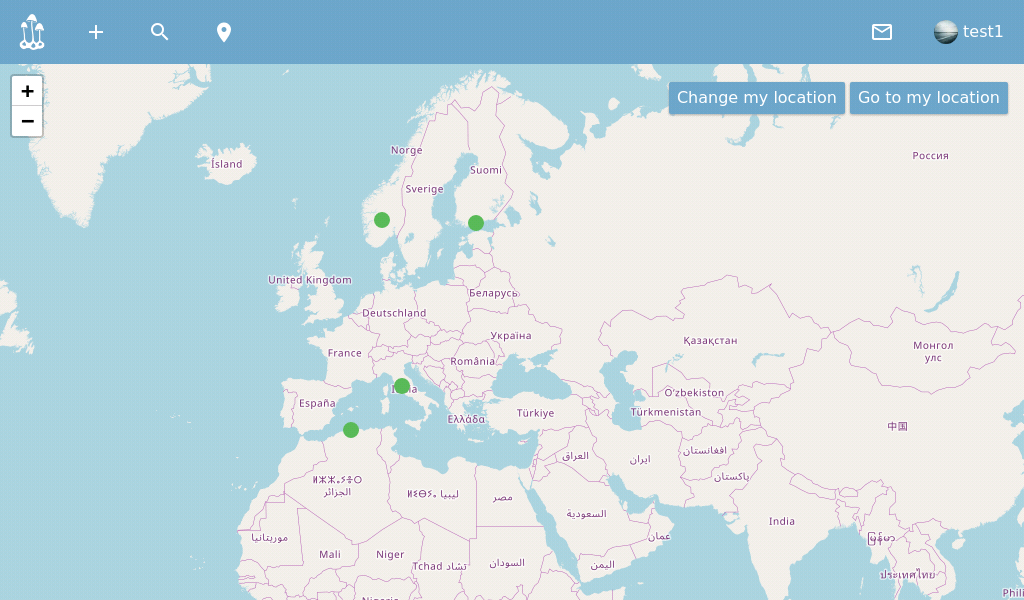 test1
+
−
Change my location
Go to my location
Ísland
Norge
Suomi
Sverige
Россия
United Kingdom
Беларусь
Deutschland
Україна
France
România
Қазақстан
Монгол
улс
España
Ελλάδα
Türkiye
O'zbekiston
Türkmenistan
中国
العراق
ایران
افغانستان
پاکستان
ⵍⵣⵣⴰⵢⴻⵔ
الجزائر
ⵍⵉⴱⵢⴰ ليبيا
مصر
السعودية
India
عمان
موريتانيا
Mali
Niger
Tchad تشاد
السودان
اليمن
မြန်မာ
ประเทศไทย